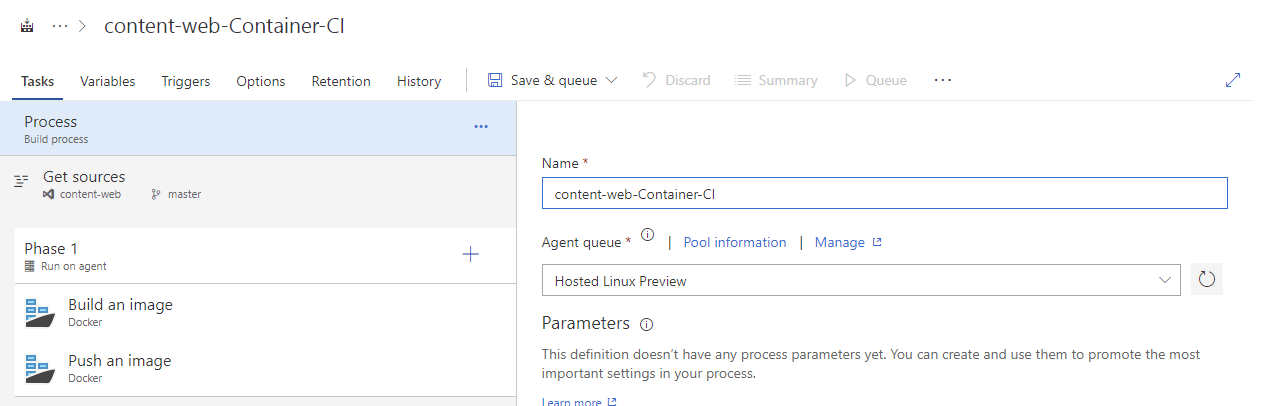 ··· > content-web-Container-CI
Tasks Variables Triggers Options Retention History Save & queue Discard Summary Queue ···
Process ···
Build process
Get sources
content-web master
Phase 1 +
Run on agent
Build an image
Docker
Push an image
Docker
Name *
content-web-Container-CI
Agent queue * | Pool information | Manage
Hosted Linux Preview
Parameters
This definition doesn't have any process parameters yet. You can create and use them to promote the most
important settings in your process.
Learn more